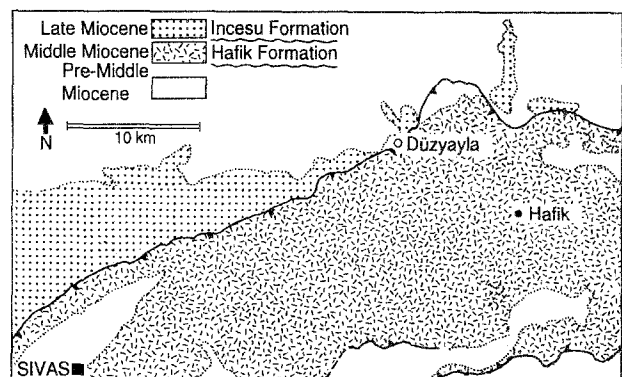 Late Miocene Incesu Formation
Middle Miocene Hafik Formation
Pre-Middle
Miocene
N
10 km
Düzyayla
Hafik
SIVAS